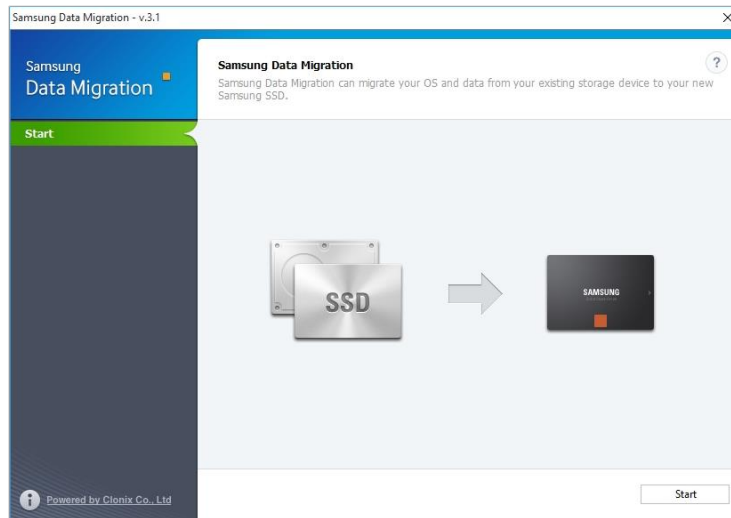 Samsung Data Migration - v.3.1
Samsung
Data Migration
Samsung Data Migration
Samsung Data Migration can migrate your OS and data from your existing storage device to your new
Samsung SSD.
?
Start
SSD
SAMSUNG
Powered by Clonix Co., Ltd
Start